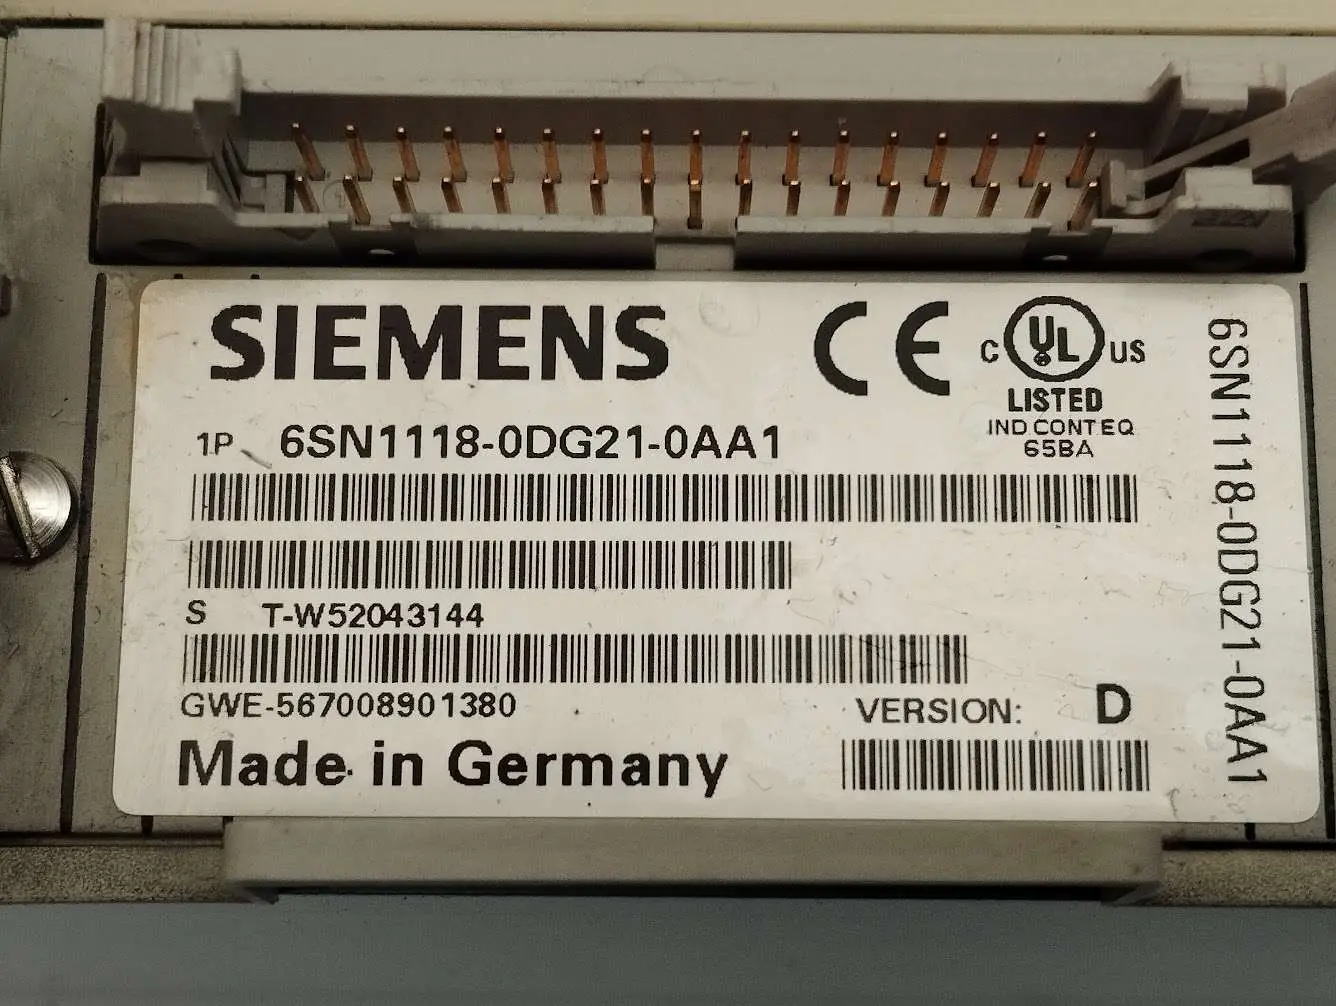 SIEMENS
CE
C UL US
LISTED
IND CONT EQ
65BA
1P 6SN1118-0DG21-0AA1
S T-W52043144
GWE-567008901380
VERSION: D
Made in Germany
6SN1118-0DG21-0AA1